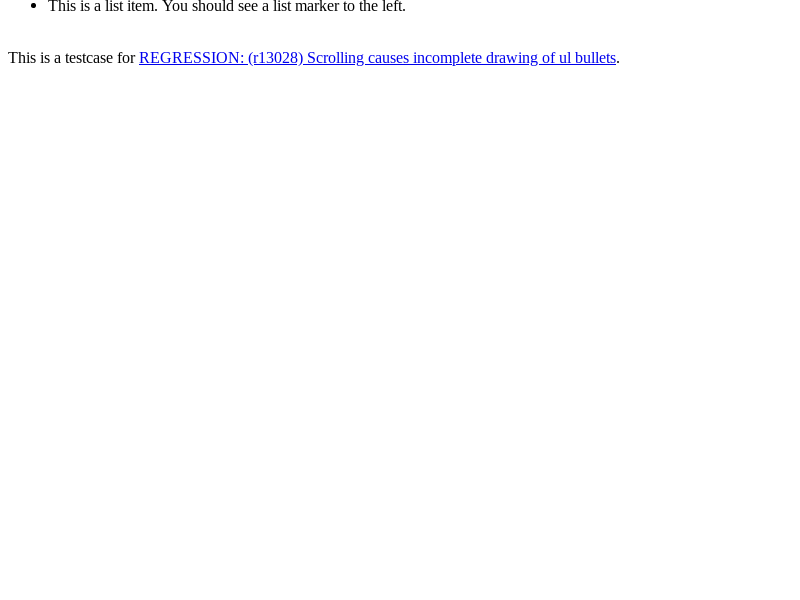 • This is a list item. You should see a list marker to the left.
This is a testcase for REGRESSION: (r13028) Scrolling causes incomplete drawing of ul bullets.